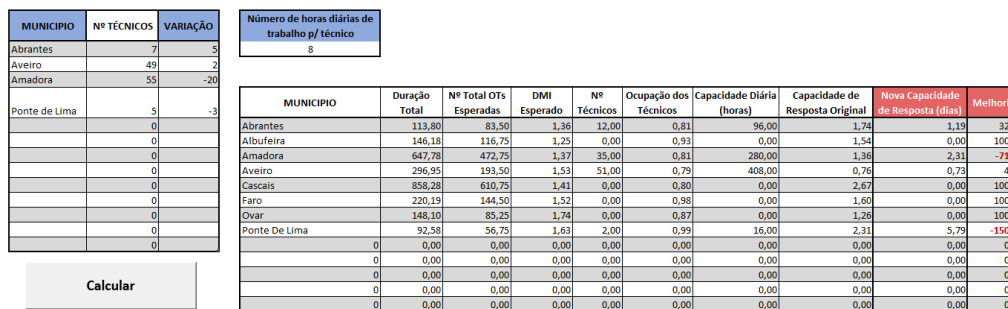 MUNICIPIO Nº TÉCNICOS VARIAÇÃO
Abrantes 7 5
Aveiro 49 2
Amadora 55 -20
Ponte de Lima 5 -3
0
0
0
0
0
0
0
0
0
Calcular
Número de horas diárias de
trabalho p/ técnico
8
MUNICIPIO Duração Total Nº Total OTs Esperadas DMI Esperado Nº Técnicos Ocupação dos Técnicos Capacidade Diária (horas) Capacidade de Resposta Original Nova Capacidade de Resposta (dias) Melhori
Abrantes 113,80 83,50 1,36 12,00 0,81 96,00 1,74 1,19 32
Albufeira 146,18 116,75 1,25 0,00 0,93 0,00 1,54 0,00 100
Amadora 647,78 472,75 1,37 35,00 0,81 280,00 1,36 2,31 -71
Aveiro 296,95 193,50 1,53 51,00 0,79 408,00 0,76 0,73 4
Cascais 858,28 610,75 1,41 0,00 0,80 0,00 2,67 0,00 100
Faro 220,19 144,50 1,52 0,00 0,98 0,00 1,60 0,00 100
Ovar 148,10 85,25 1,74 0,00 0,87 0,00 1,26 0,00 100
Ponte De Lima 92,58 56,75 1,63 2,00 0,99 16,00 2,31 5,79 -150
0 0,00 0,00 0,00 0,00 0,00 0,00 0,00 0,00 0
0 0,00 0,00 0,00 0,00 0,00 0,00 0,00 0,00 0
0 0,00 0,00 0,00 0,00 0,00 0,00 0,00 0,00 0
0 0,00 0,00 0,00 0,00 0,00 0,00 0,00 0,00 0
0 0,00 0,00 0,00 0,00 0,00 0,00 0,00 0,00 0